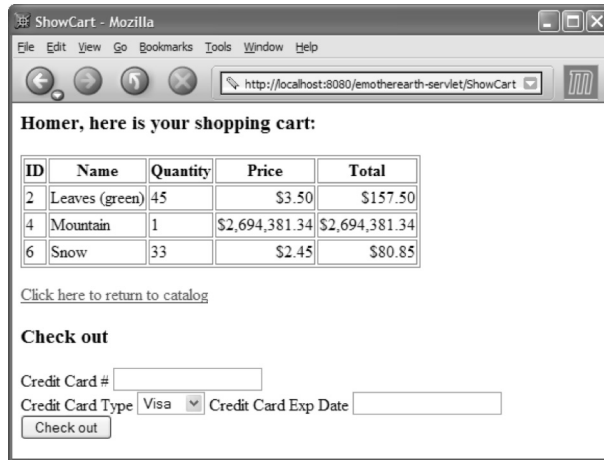 ShowCart - Mozilla
File Edit View Go Bookmarks Tools Window Help
http://localhost:8080/emotherearth-servlet/ShowCart
Homer, here is your shopping cart:
ID Name Quantity Price Total
2 Leaves (green) 45 $3.50 $157.50
4 Mountain 1 $2,694,381.34 $2,694,381.34
6 Snow 33 $2.45 $80.85
Click here to return to catalog
Check out
Credit Card #
Credit Card Type Visa Credit Card Exp Date
Check out